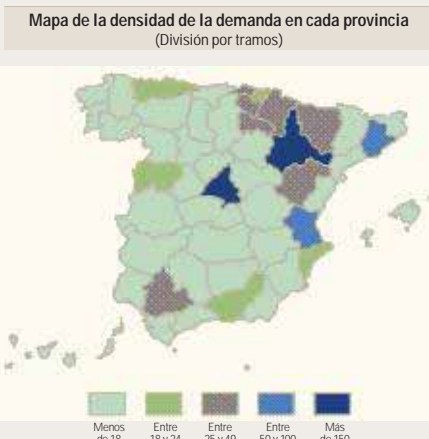 Mapa de la densidad de la demanda en cada provincia
(División por tramos)
Menos Entre Entre Entre Más
de 18 18 y 24 25 y 49 50 y 100 de 150